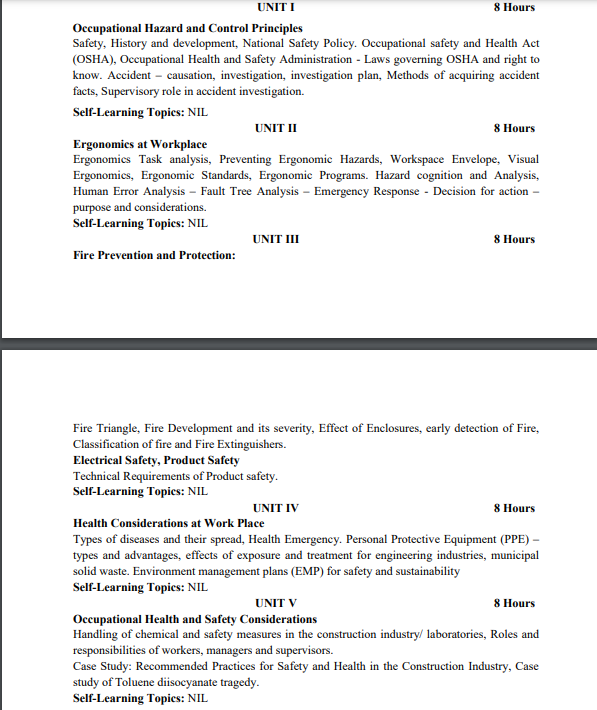 UNIT I 8 Hours
Occupational Hazard and Control Principles
Safety, History and development, National Safety Policy. Occupational safety and Health Act
(OSHA), Occupational Health and Safety Administration - Laws governing OSHA and right to
know. Accident – causation, investigation, investigation plan, Methods of acquiring accident
facts, Supervisory role in accident investigation.
Self-Learning Topics: NIL
UNIT II 8 Hours
Ergonomics at Workplace
Ergonomics Task analysis, Preventing Ergonomic Hazards, Workspace Envelope, Visual
Ergonomics, Ergonomic Standards, Ergonomic Programs. Hazard cognition and Analysis,
Human Error Analysis – Fault Tree Analysis – Emergency Response - Decision for action –
purpose and considerations.
Self-Learning Topics: NIL
UNIT III 8 Hours
Fire Prevention and Protection:
Fire Triangle, Fire Development and its severity, Effect of Enclosures, early detection of Fire,
Classification of fire and Fire Extinguishers.
Electrical Safety, Product Safety
Technical Requirements of Product safety.
Self-Learning Topics: NIL
UNIT IV 8 Hours
Health Considerations at Work Place
Types of diseases and their spread, Health Emergency. Personal Protective Equipment (PPE) –
types and advantages, effects of exposure and treatment for engineering industries, municipal
solid waste. Environment management plans (EMP) for safety and sustainability
Self-Learning Topics: NIL
UNIT V 8 Hours
Occupational Health and Safety Considerations
Handling of chemical and safety measures in the construction industry/ laboratories, Roles and
responsibilities of workers, managers and supervisors.
Case Study: Recommended Practices for Safety and Health in the Construction Industry, Case
study of Toluene diisocyanate tragedy.
Self-Learning Topics: NIL